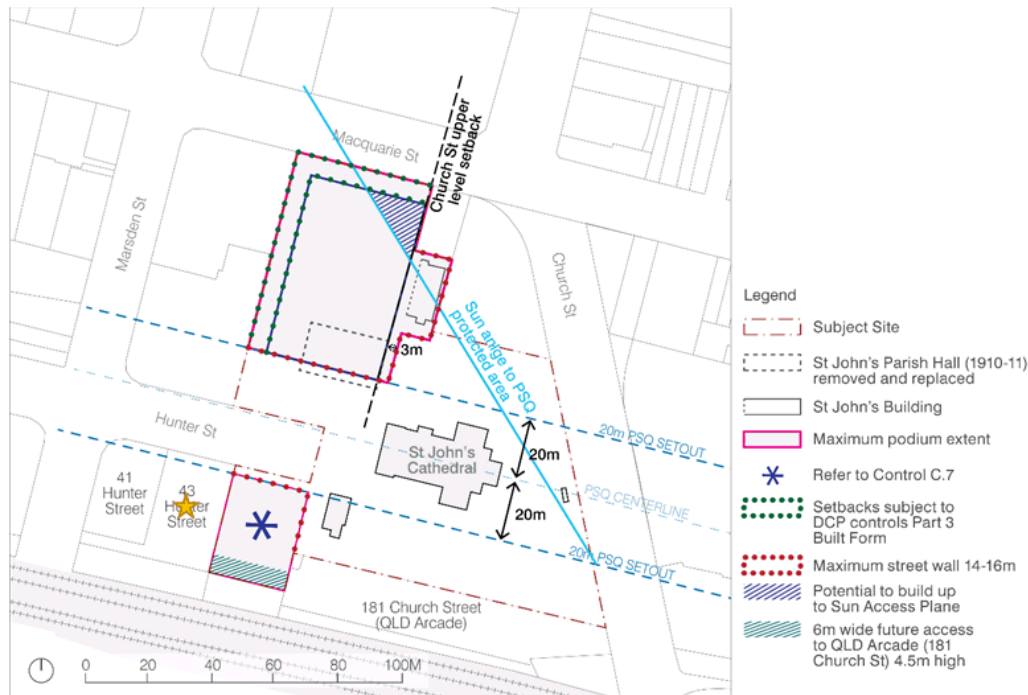 Macquarie St
Church St upper
level setback
Marsden St
Church St
Sun anlge to PSQ
protected area
3m
Hunter St
St John's
Cathedral
20m
20m
20m PSQ SETOUT
PSQ CENTERLINE
20m PSQ SETOUT
41
Hunter
Street
43
Hunter
Street
181 Church Street
(QLD Arcade)
0 20 40 60 80 100M
Legend
Subject Site
St John's Parish Hall (1910-11)
removed and replaced
St John's Building
Maximum podium extent
Refer to Control C.7
Setbacks subject to
DCP controls Part 3
Built Form
Maximum street wall 14-16m
Potential to build up
to Sun Access Plane
6m wide future access
to QLD Arcade (181
Church St) 4.5m high